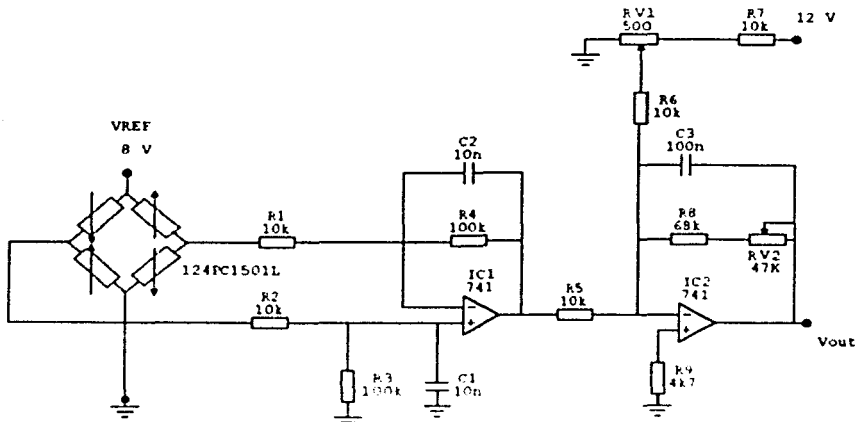 RV1
500
R7
10k
12 V
R6
10k
VREF
8 V
C2
10n
C3
100n
R1
10k
R4
100k
R8
68k
RV2
47K
124PC1501L
IC1
741
IC2
741
R2
10k
R5
10k
Vout
R3
100k
C1
10n
R9
4k7